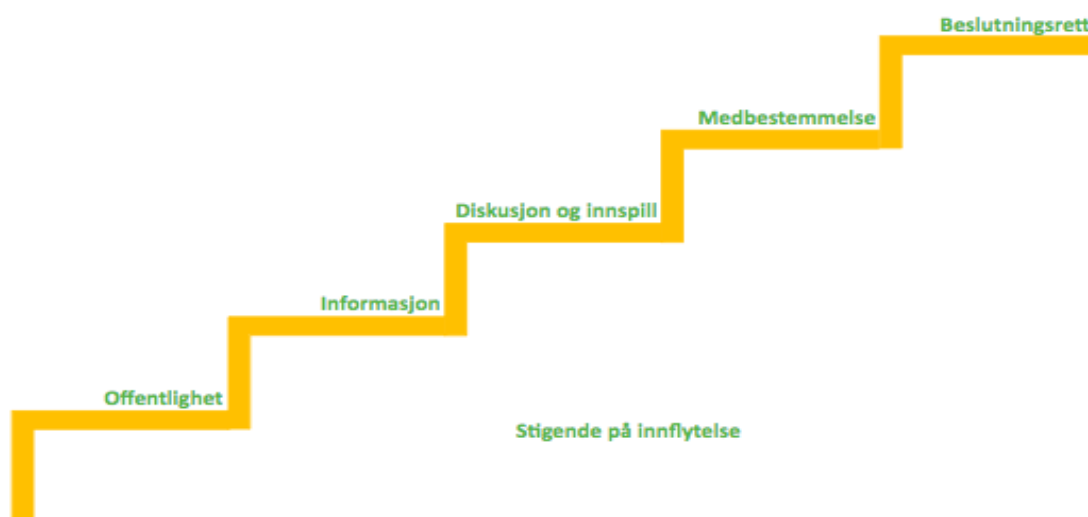 Beslutningsrett
Medbestemmelse
Diskusjon og innspill
Informasjon
Offentlighet
Stigende på innflytelse